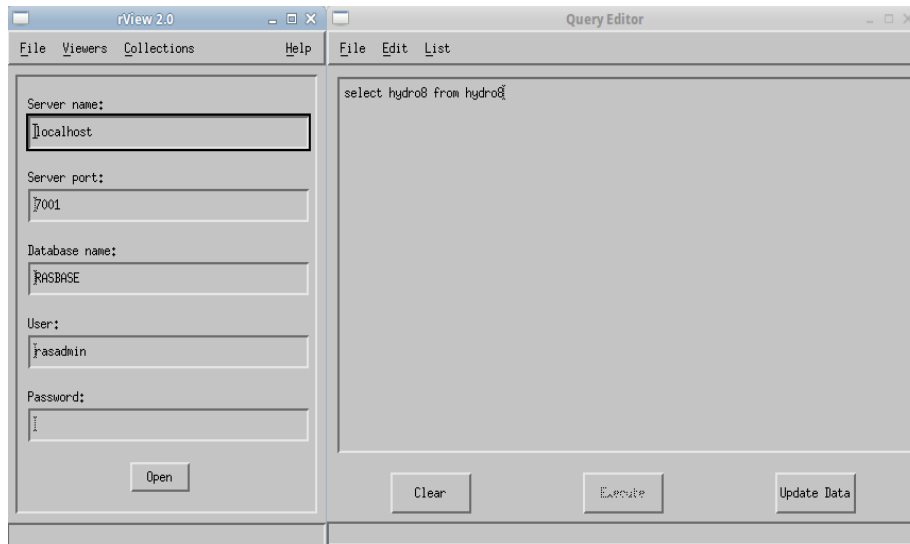 rView 2.0
File Viewers Collections Help
Server name:
localhost
Server port:
7001
Database name:
RASBASE
User:
rasadmin
Password:
Open
Query Editor
File Edit List
select hydro8 from hydro8
Clear
Execute
Update Data